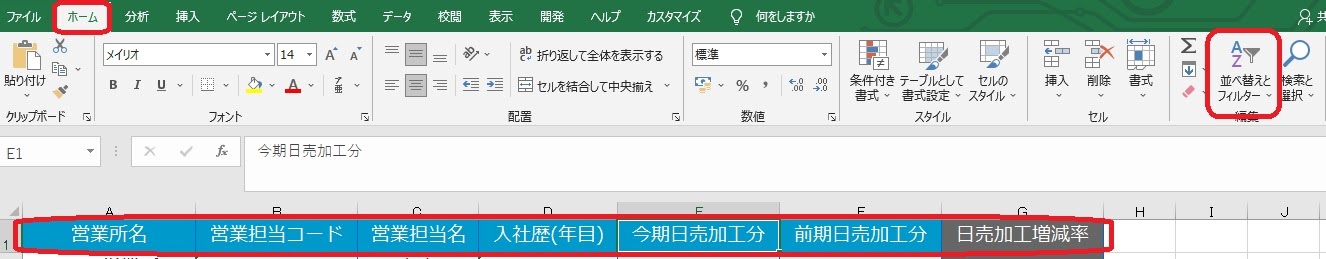 ファイル ホーム 分析 挿入 ページ レイアウト 数式 データ 校閲 表示 開発 ヘルプ カスタマイズ 何をしますか
メイリオ 14 A A
ab 折り返して全体を表示する
標準
貼り付け
B I U A
セルを結合して中央揃え
% 9
条件付き書式 テーブルとして書式設定 セルのスタイル
挿入 削除 書式
Σ
A
Z
並べ替えとフィルター
検索と選択
クリップボード フォント 配置 数値 スタイル セル 編集
E1 fx 今期日売加工分
A B C D E F G H I J
1 営業所名 営業担当コード 営業担当名 入社歴(年目) 今期日売加工分 前期日売加工分 日売加工増減率